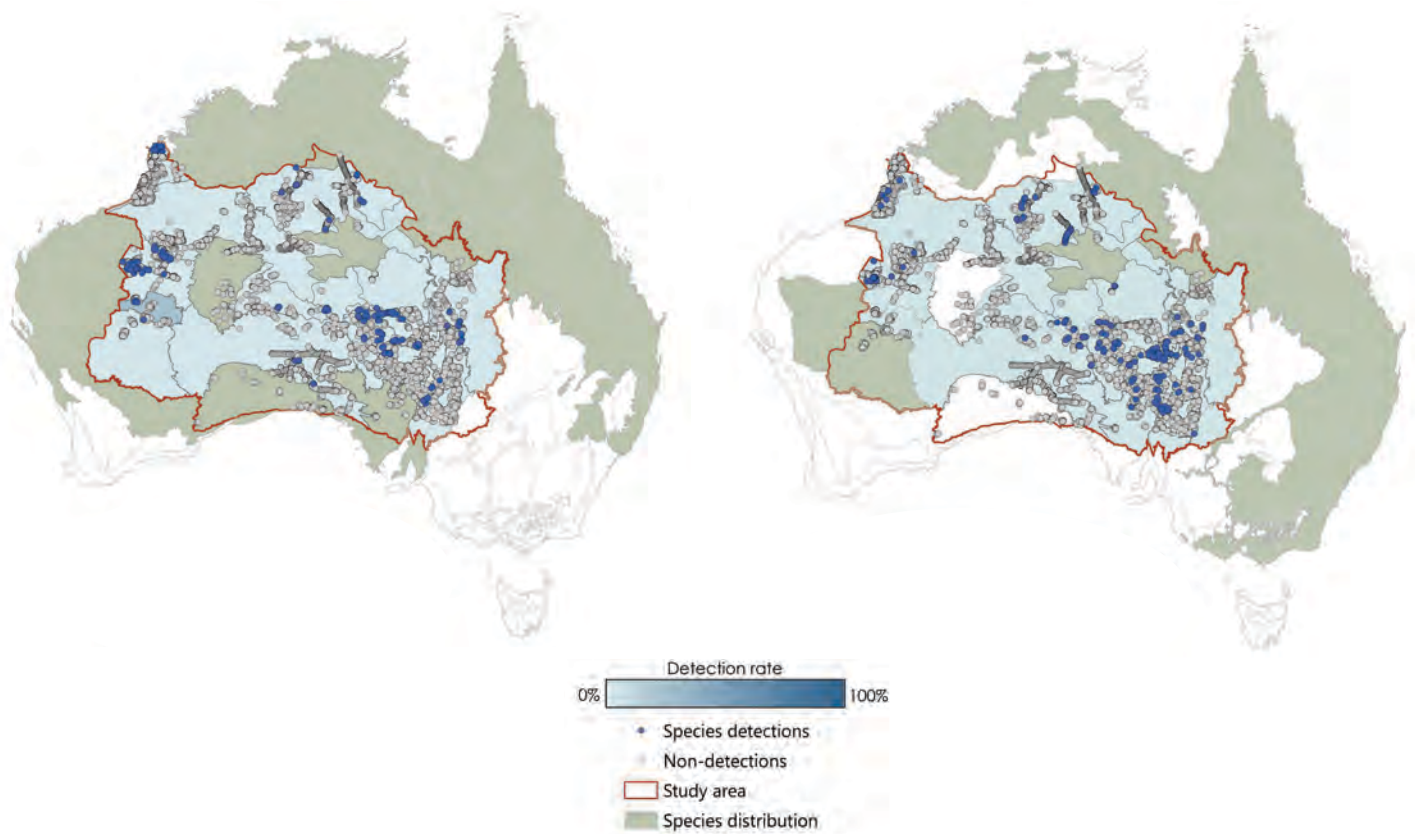 Detection rate
0% 100%
Species detections
Non-detections
Study area
Species distribution